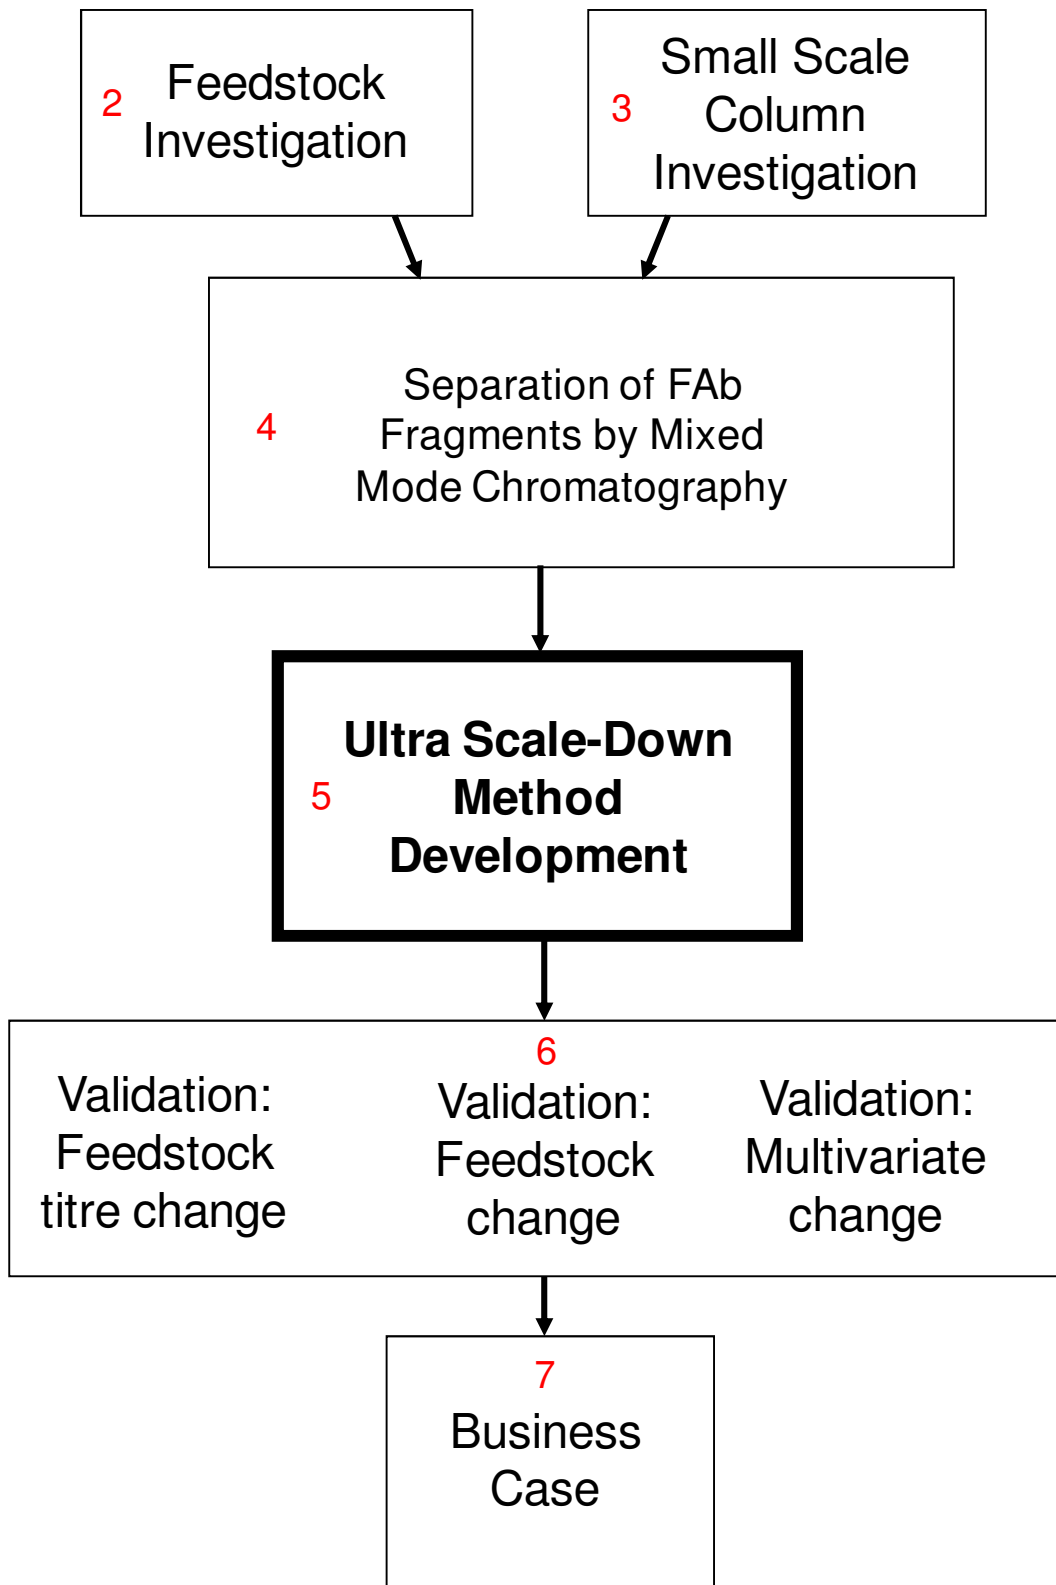 2
Feedstock
Investigation
3
Small Scale
Column
Investigation
4
Separation of FAb
Fragments by Mixed
Mode Chromatography
5
Ultra Scale-Down
Method
Development
6
Validation:
Feedstock
titre change
Validation:
Feedstock
change
Validation:
Multivariate
change
7
Business
Case